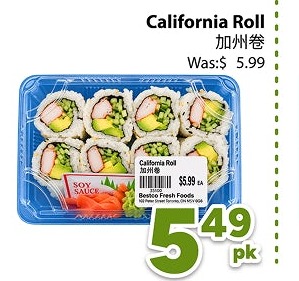 California Roll
加州卷
Was:$ 5.99
SOY
SAUCE
California Roll
加州卷
$5.99 EA
Bestco Fresh Foods
5.49
pk